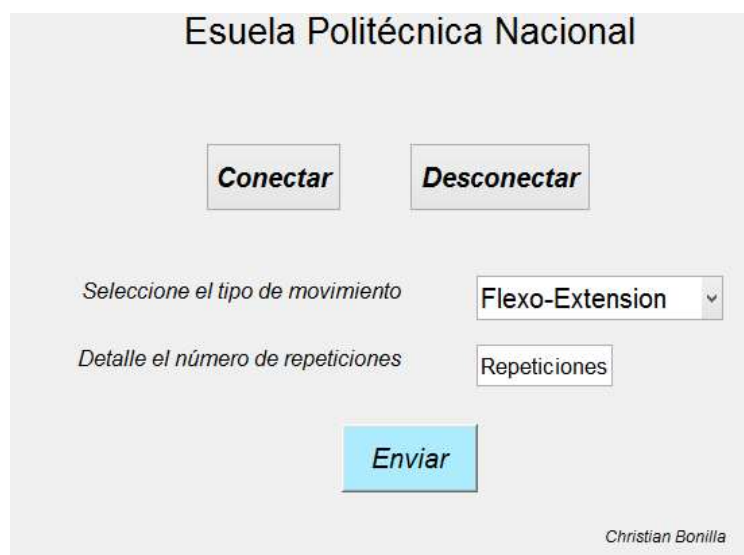 Esuela Politécnica Nacional
Conectar Desconectar
Seleccione el tipo de movimiento Flexo-Extension
Detalle el número de repeticiones Repeticiones
Enviar
Christian Bonilla